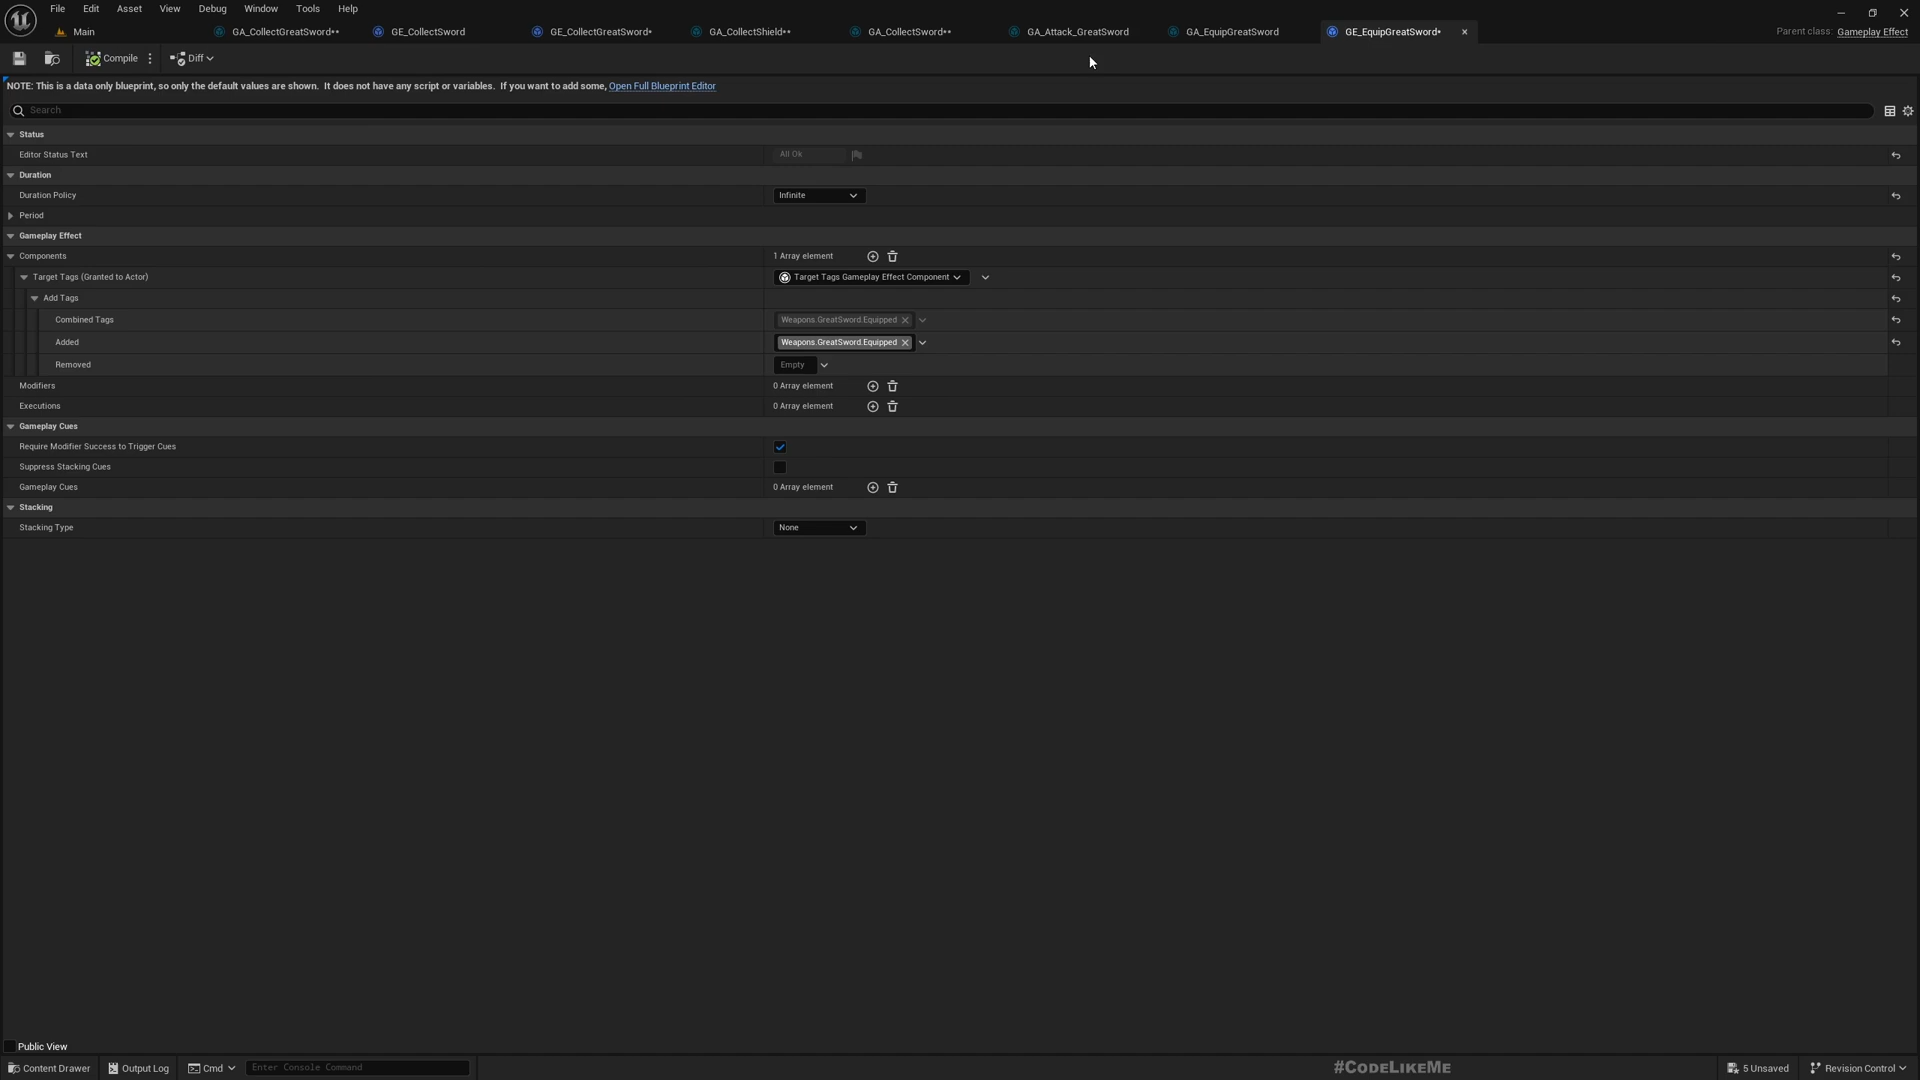 File Edit Asset View Debug Window Tools Help
Main GA_CollectGreatSword•• GE_CollectSword GE_CollectGreatSword• GA_CollectShield•• GA_CollectSword•• GA_Attack_GreatSword GA_EquipGreatSword GE_EquipGreatSword• Parent class: Gameplay Effect
Compile Diff
NOTE: This is a data only blueprint, so only the default values are shown. It does not have any script or variables. If you want to add some, Open Full Blueprint Editor
Search
Status
Editor Status Text All Ok
Duration
Duration Policy Infinite
Period
Gameplay Effect
Components 1 Array element
Target Tags (Granted to Actor) Target Tags Gameplay Effect Component
Add Tags
Combined Tags Weapons.GreatSword.Equipped
Added Weapons.GreatSword.Equipped
Removed Empty
Modifiers 0 Array element
Executions 0 Array element
Gameplay Cues
Require Modifier Success to Trigger Cues
Suppress Stacking Cues
Gameplay Cues 0 Array element
Stacking
Stacking Type None
Public View
Content Drawer Output Log Cmd Enter Console Command #CodeLikeMe 5 Unsaved Revision Control